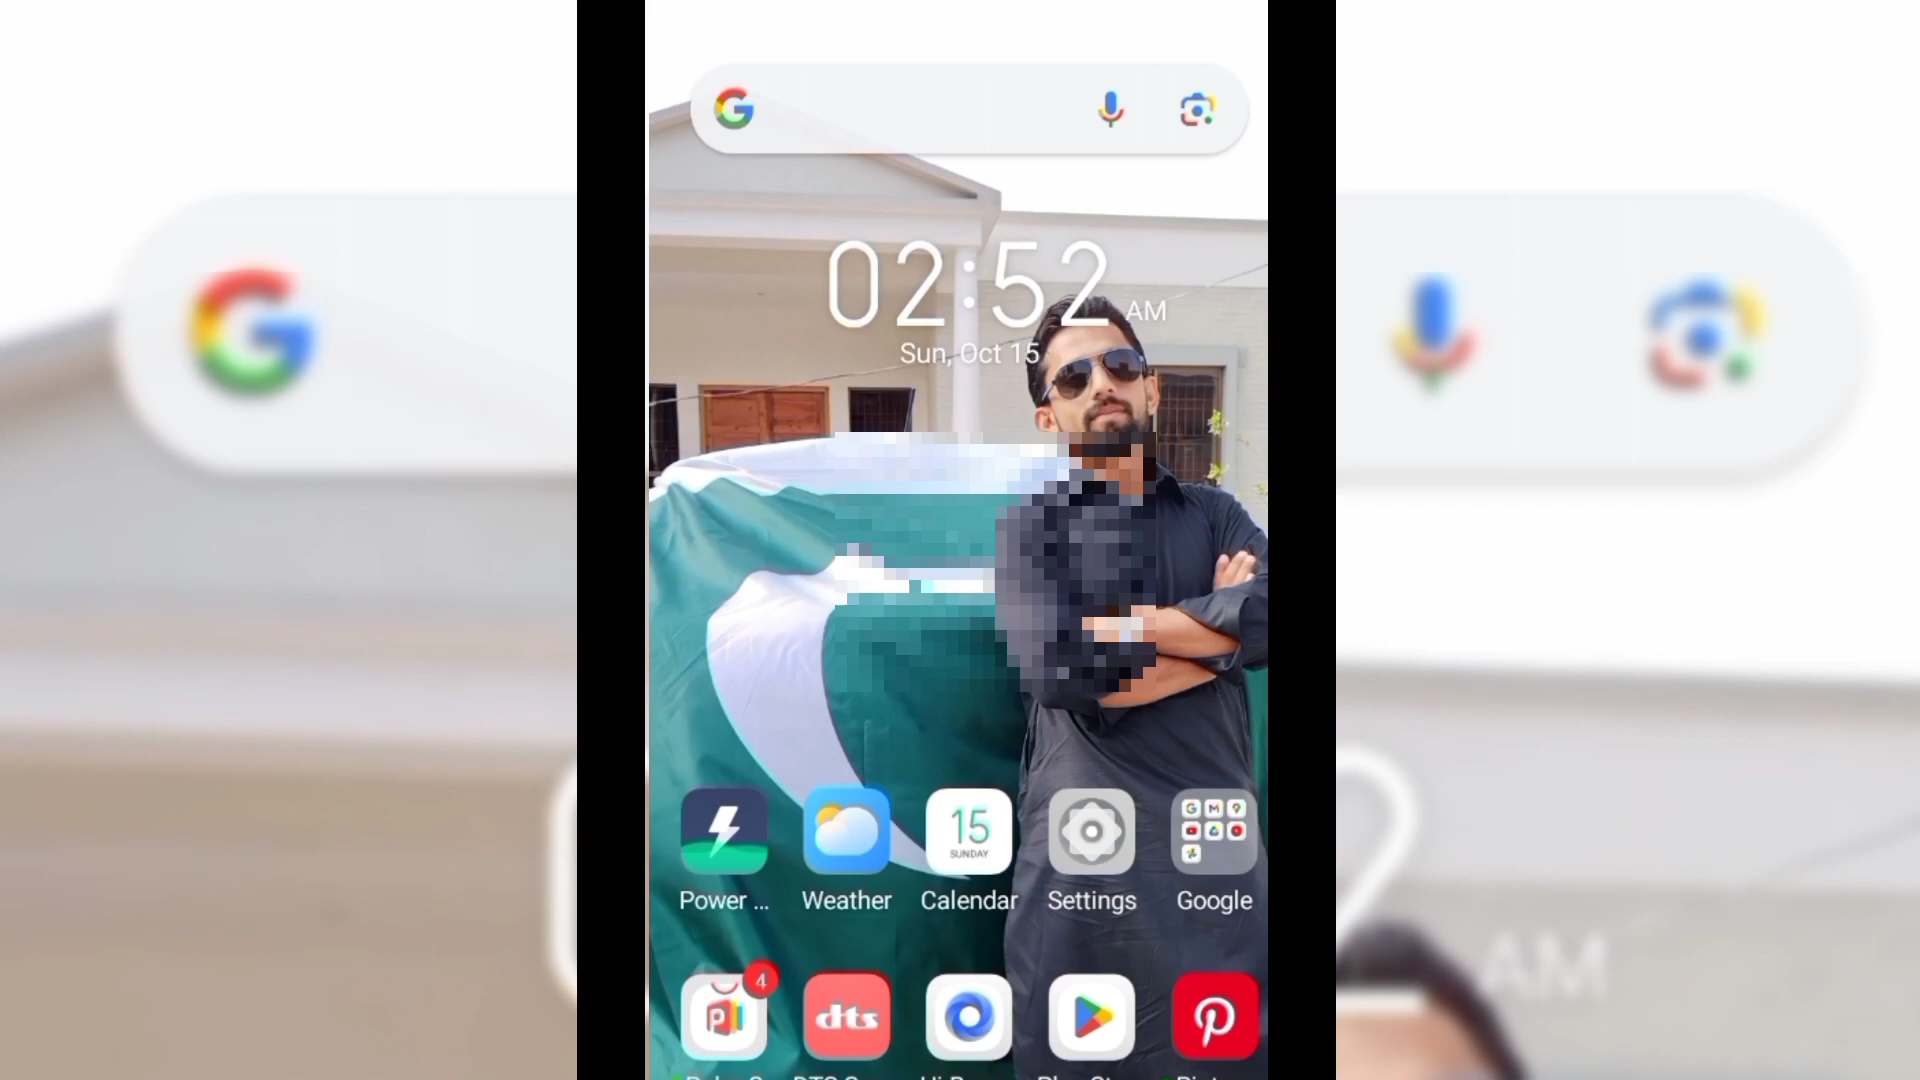 02:52 AM
Sun, Oct 15
15
SUNDAY
Power ...
Weather
Calendar
Settings
Google
4
dts
AM